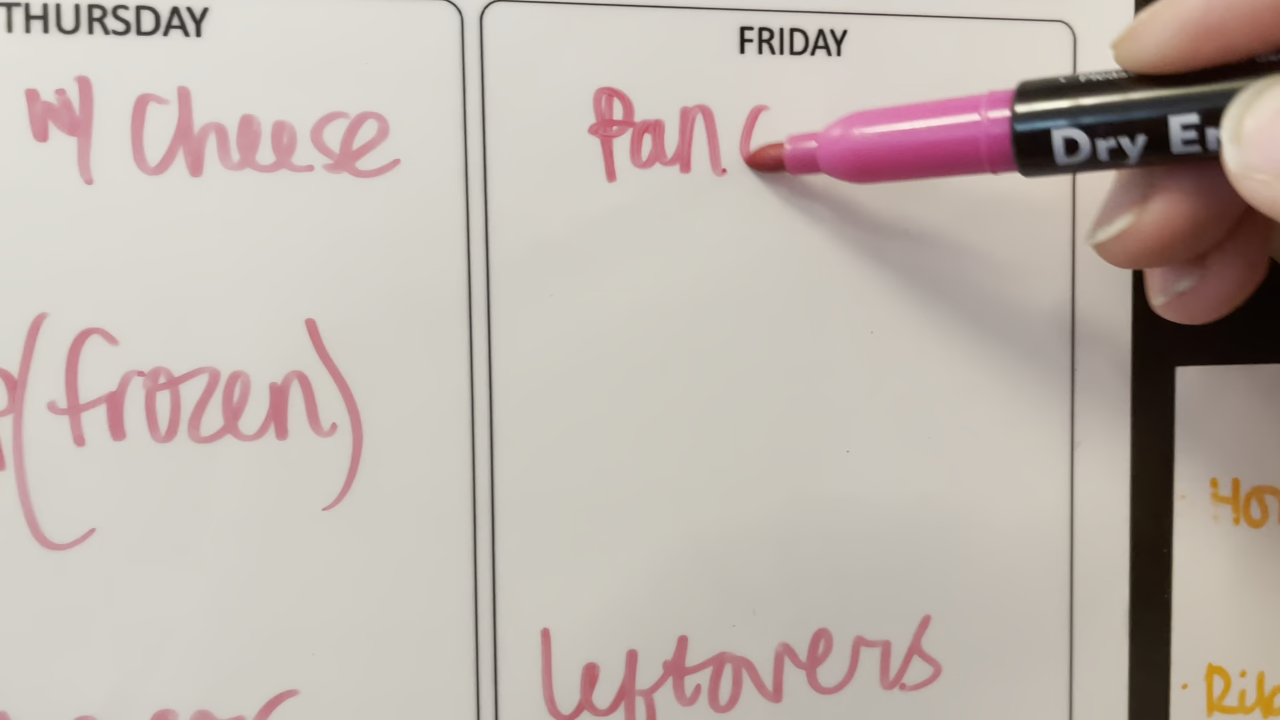 THURSDAY
w/ Cheese
(frozen)
FRIDAY
Pan c
leftovers
Dry Er